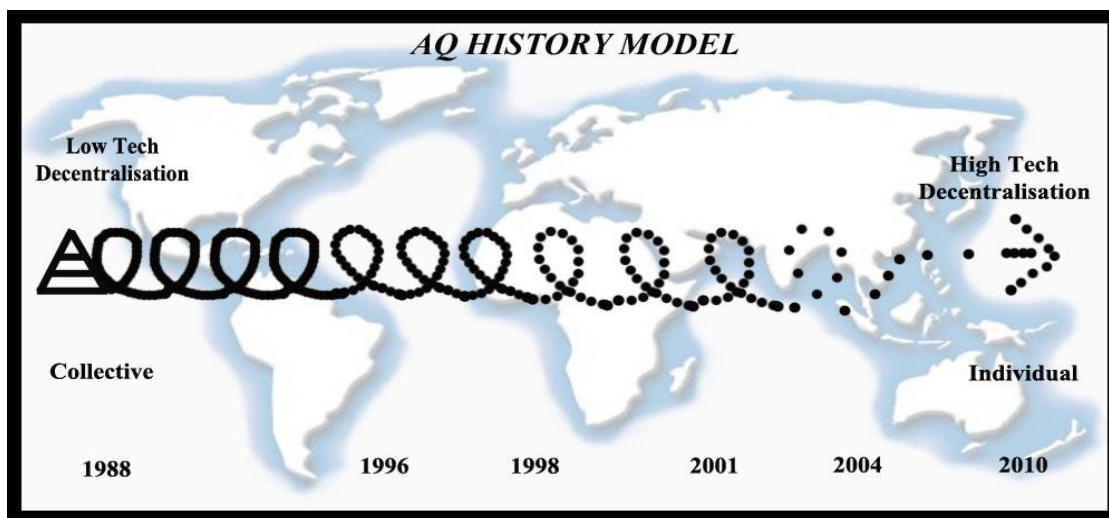 AQ HISTORY MODEL
Low Tech
Decentralisation
High Tech
Decentralisation
Collective
Individual
1988
1996
1998
2001
2004
2010